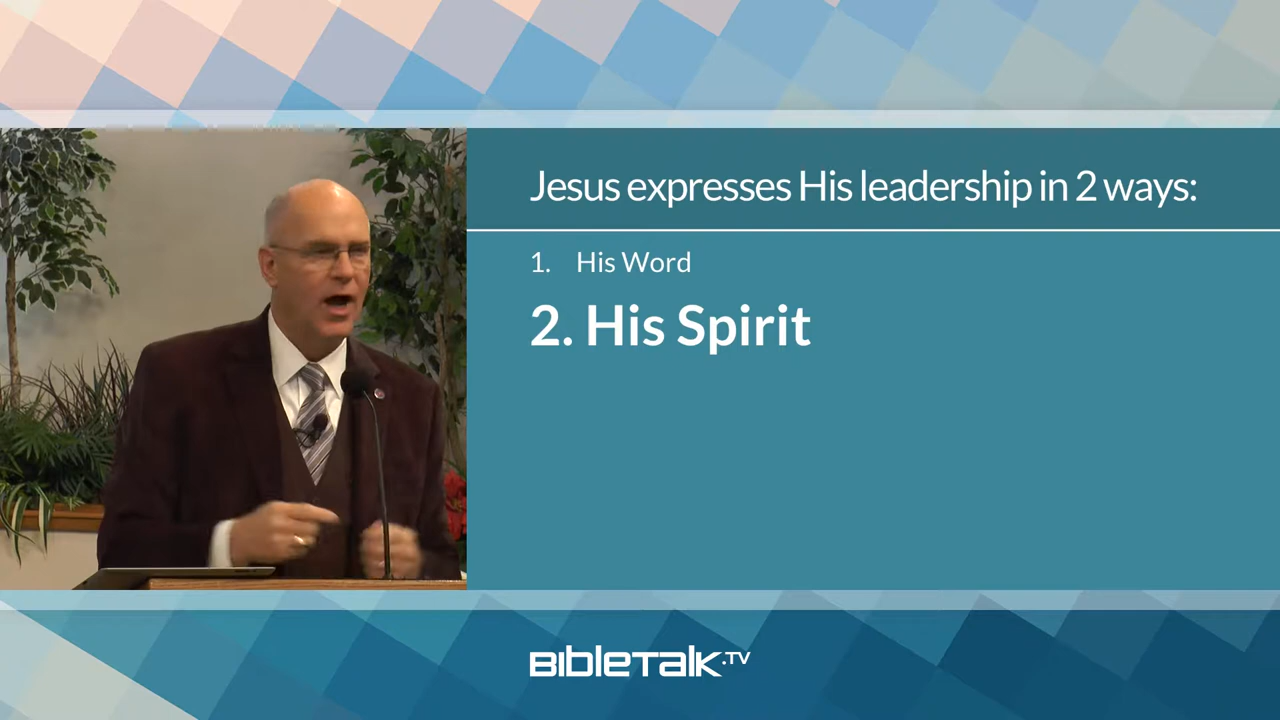 Jesus expresses His leadership in 2 ways:
1. His Word
2. His Spirit
BibleTalk.TV